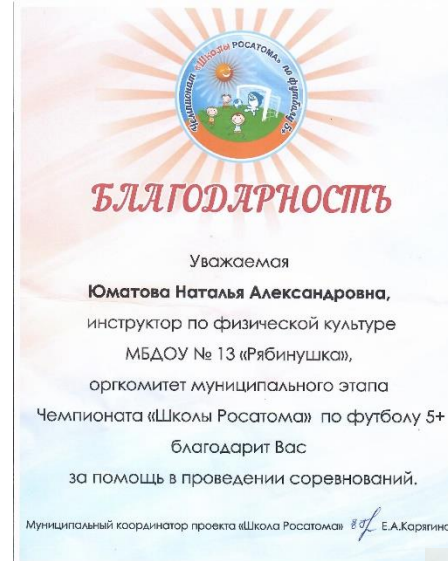 Чемпионат «Школы РОСАТОМА» по футболу 5+
БЛАГОДАРНОСТЬ
Уважаемая
Юматова Наталья Александровна,
инструктор по физической культуре
МБДОУ № 13 «Рябинушка»,
оргкомитет муниципального этапа
Чемпионата «Школы Росатома» по футболу 5+
благодарит Вас
за помощь в проведении соревнований.
Муниципальный координатор проекта «Школа Росатома» Е.А.Карягина